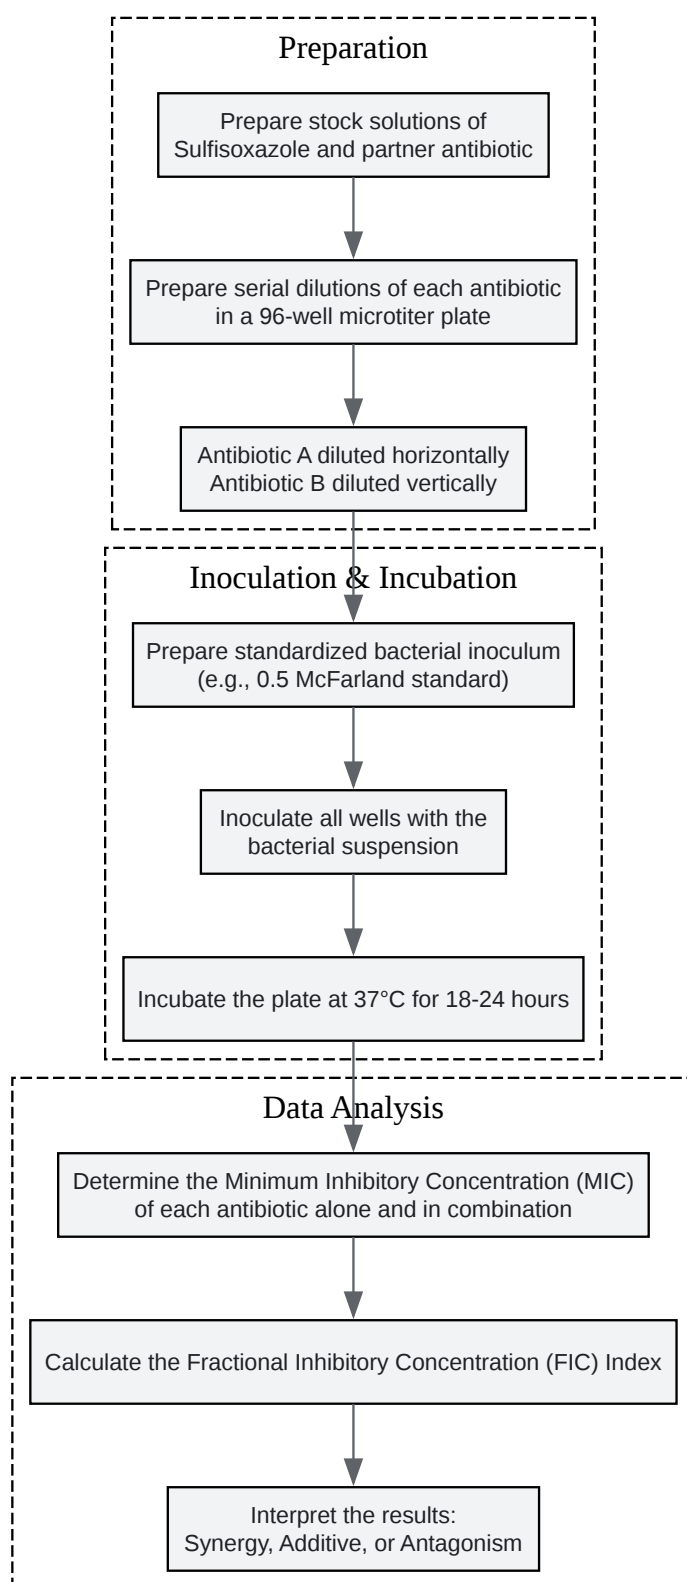 Preparation
Prepare stock solutions of
Sulfisoxazole and partner antibiotic
Prepare serial dilutions of each antibiotic
in a 96-well microtiter plate
Antibiotic A diluted horizontally
Antibiotic B diluted vertically
Inoculation & Incubation
Prepare standardized bacterial inoculum
(e.g., 0.5 McFarland standard)
Inoculate all wells with the
bacterial suspension
Incubate the plate at 37°C for 18-24 hours
Data Analysis
Determine the Minimum Inhibitory Concentration (MIC)
of each antibiotic alone and in combination
Calculate the Fractional Inhibitory Concentration (FIC) Index
Interpret the results:
Synergy, Additive, or Antagonism